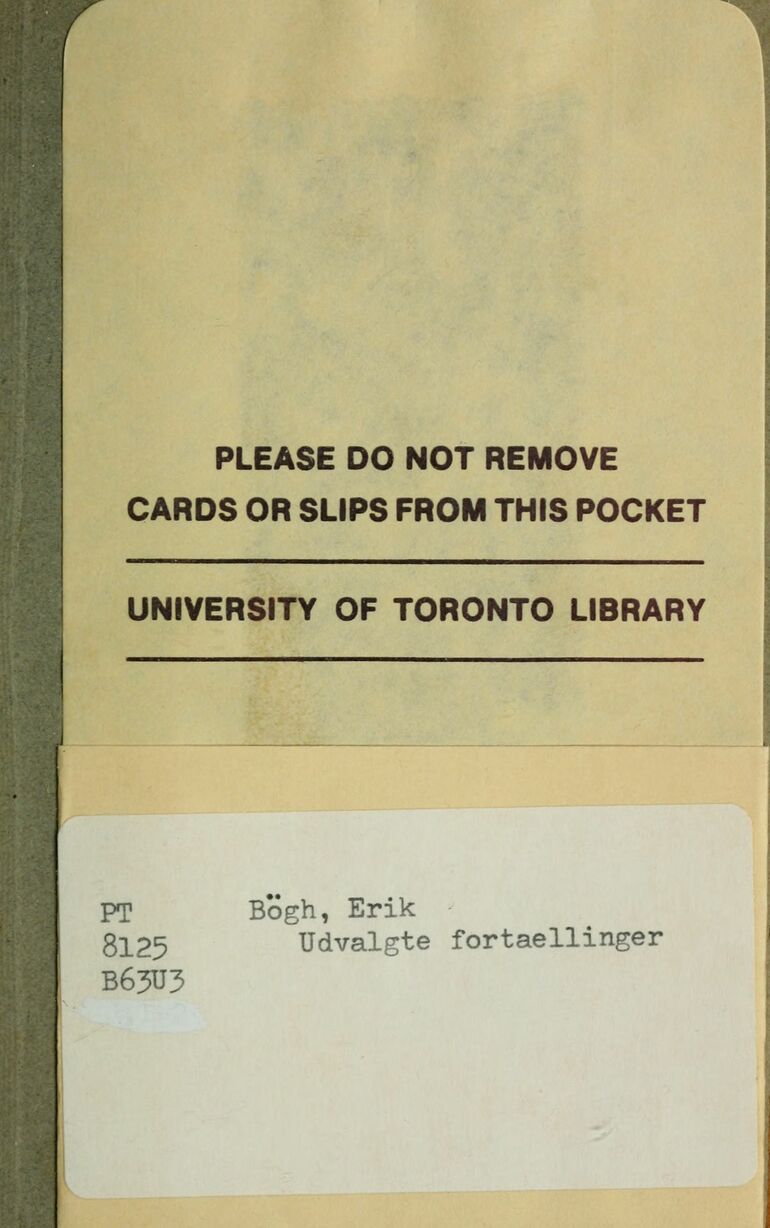 PLEASE DO NOT REMOVE
CARDS OR SLIPS FROM THIS POCKET
UNIVERSITY OF TORONTO LIBRARY
PT Bögh, Erik
8125 Udvalgte fortaellinger
B63U3